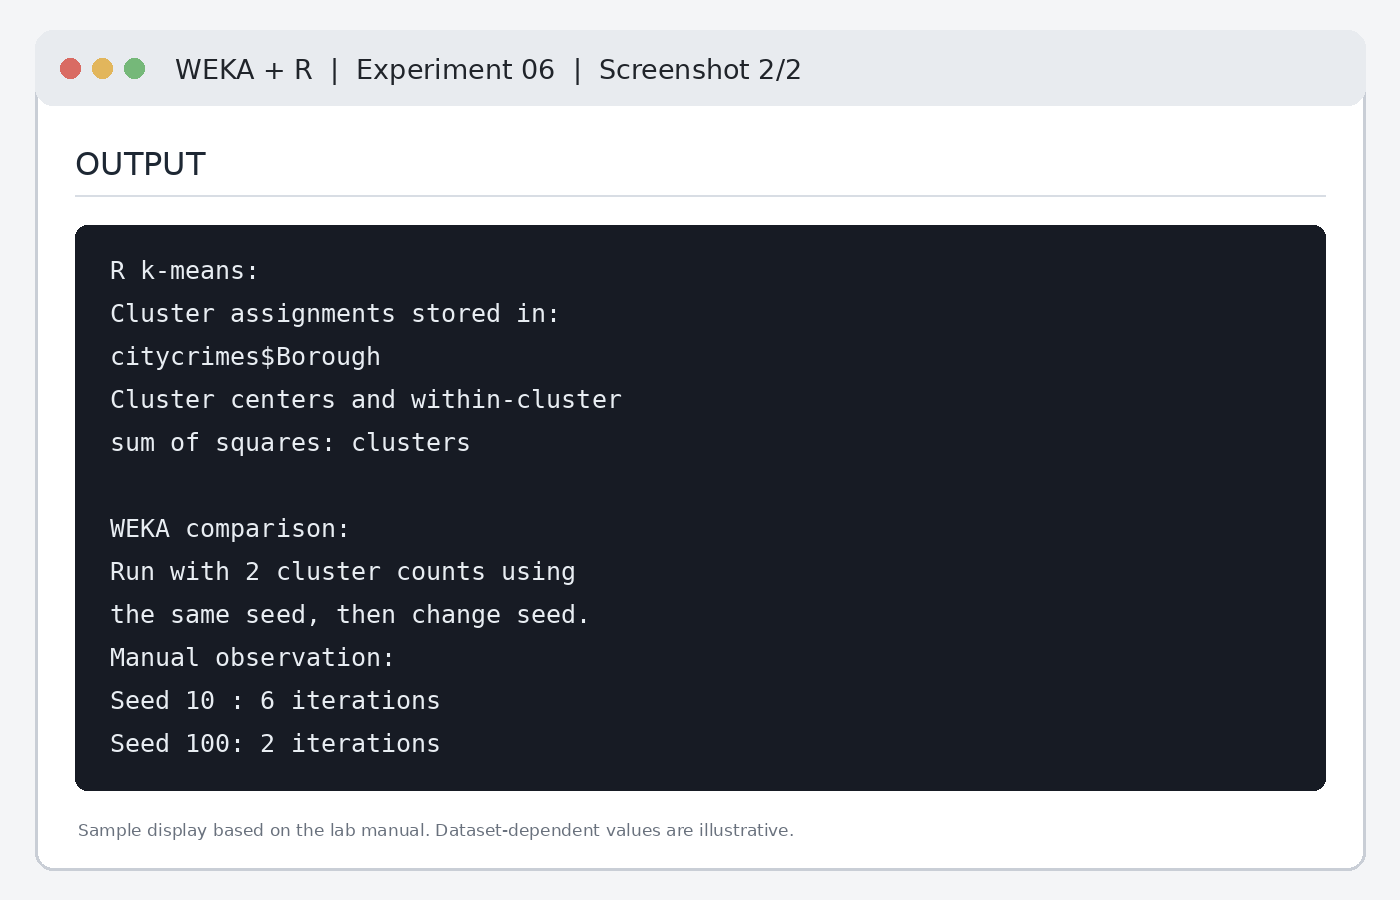 WEKA + R | Experiment 06 | Screenshot 2/2
OUTPUT
R k-means:
Cluster assignments stored in:
citycrimes$Borough
Cluster centers and within-cluster
sum of squares: clusters
WEKA comparison:
Run with 2 cluster counts using
the same seed, then change seed.
Manual observation:
Seed 10 : 6 iterations
Seed 100: 2 iterations
Sample display based on the lab manual. Dataset-dependent values are illustrative.